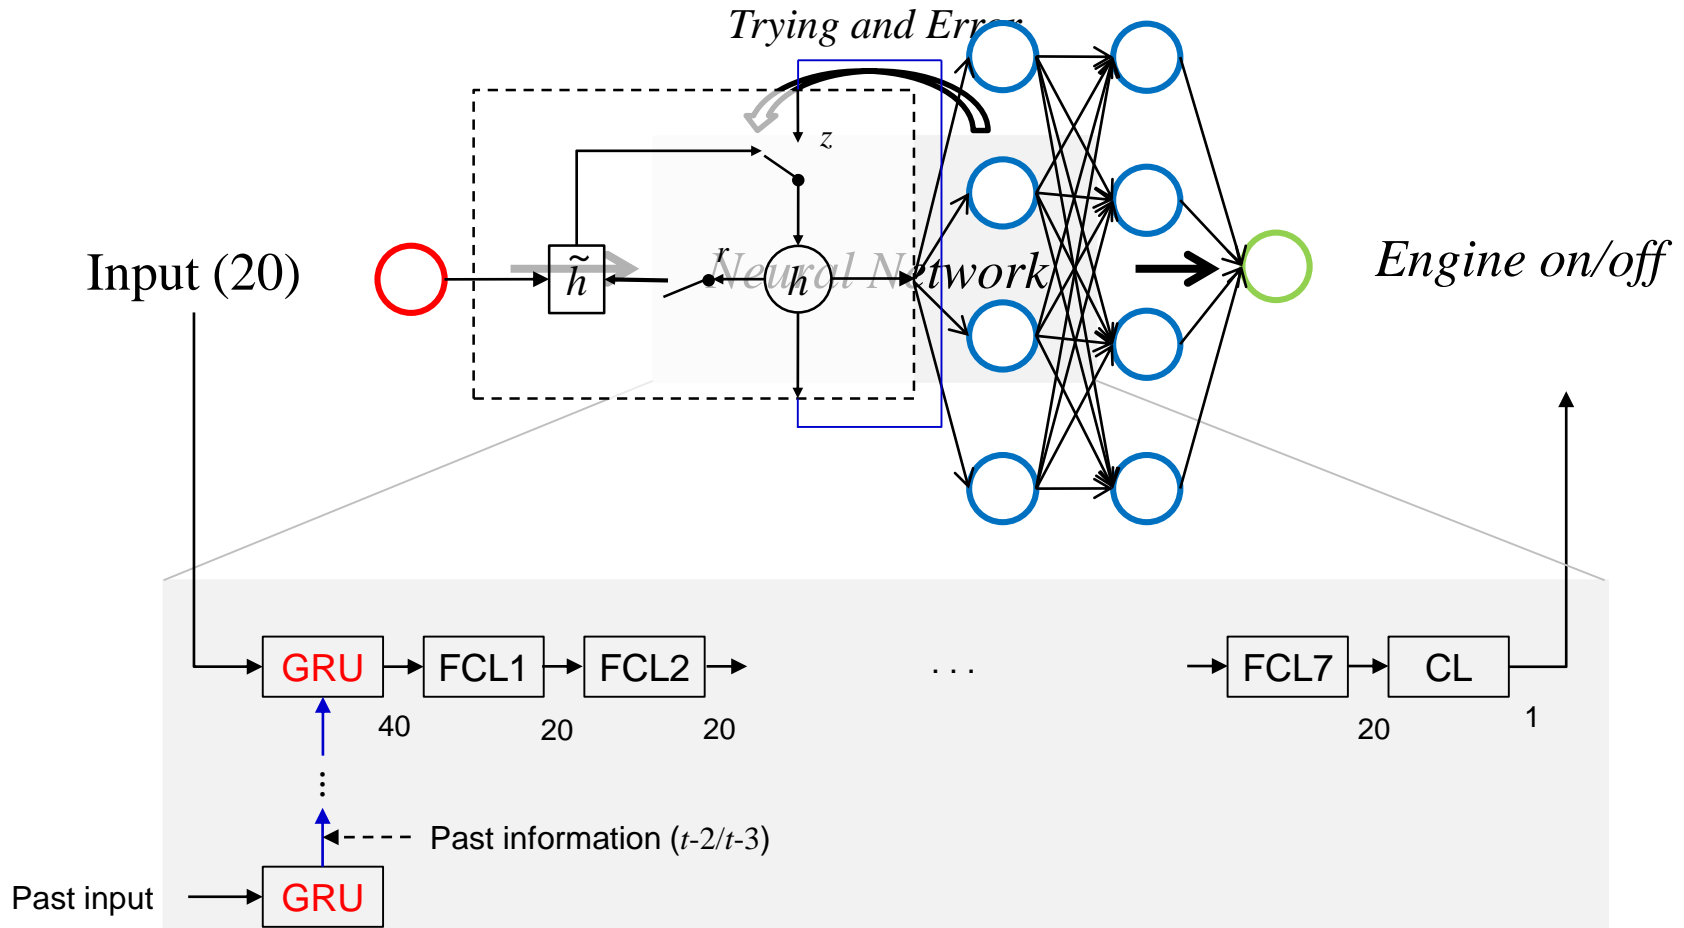 Trying and Error
z
Input (20)
h̃
r
Neural Network
h
Engine on/off
GRU
FCL1
FCL2
. . .
FCL7
CL
40
20
20
20
1
...
Past information (t-2/t-3)
Past input
GRU